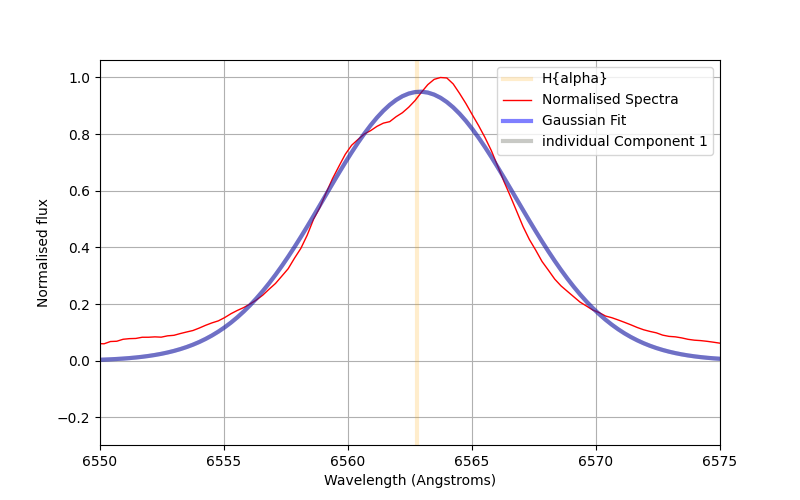 H{alpha}
Normalised Spectra
Gaussian Fit
individual Component 1
Normalised flux
1.0
0.8
0.6
0.4
0.2
0.0
−0.2
6550 6555 6560 6565 6570 6575
Wavelength (Angstroms)